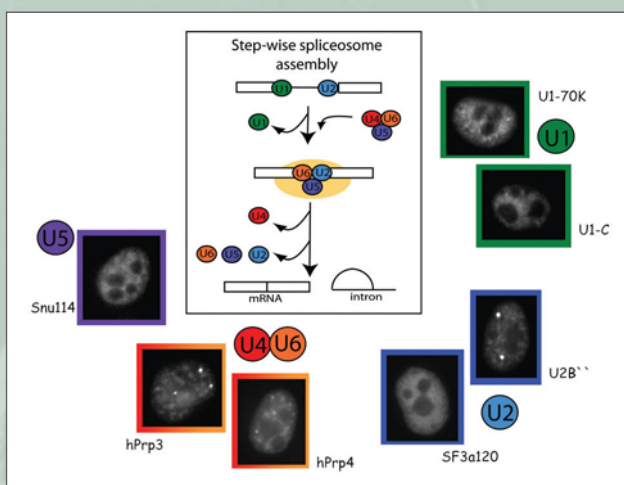 Step-wise spliceosome
assembly
U1
U2
U1
U4
U6
U5
U6
U2
U5
U4
U6
U5
U2
mRNA
intron
U1-70K
U1
U1-C
U5
Snu114
U4
U6
hPrp3
hPrp4
U2B``
U2
SF3a120